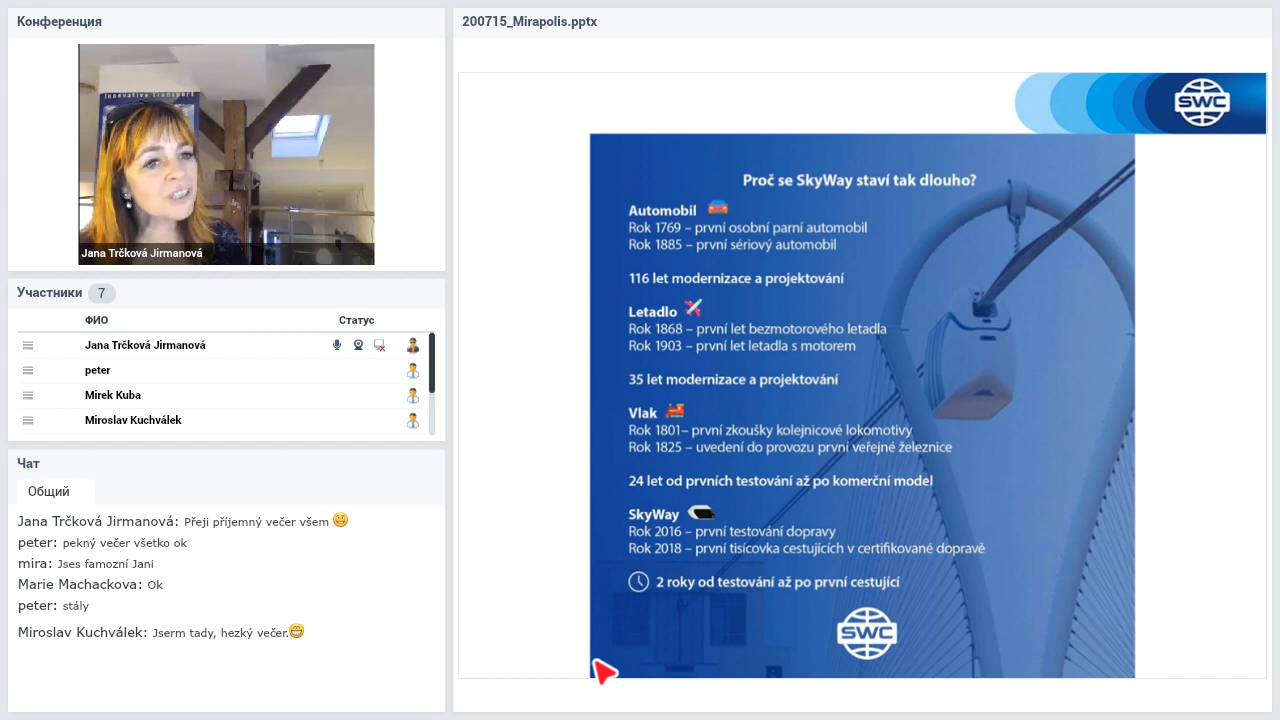 Конференция
Innovative transport
Jana Trčková Jirmanová
Участники 7
ФИО Статус
Jana Trčková Jirmanová
peter
Mirek Kuba
Miroslav Kuchválek
Чат
Общий
Jana Trčková Jirmanová: Přeji příjemný večer všem
peter: pekný večer všetko ok
mira: Jses famozní Jani
Marie Machackova: Ok
peter: stály
Miroslav Kuchválek: Jserm tady, hezký večer.
200715_Mirapolis.pptx
SWC
Proč se SkyWay staví tak dlouho?
Automobil
Rok 1769 – první osobní parní automobil
Rok 1885 – první sériový automobil
116 let modernizace a projektování
Letadlo
Rok 1868 – první let bezmotorového letadla
Rok 1903 – první let letadla s motorem
35 let modernizace a projektování
Vlak
Rok 1801– první zkoušky kolejnicové lokomotivy
Rok 1825 – uvedení do provozu první veřejné železnice
24 let od prvních testování až po komerční model
SkyWay
Rok 2016 – první testování dopravy
Rok 2018 – první tisícovka cestujících v certifikované dopravě
2 roky od testování až po první cestující
SWC